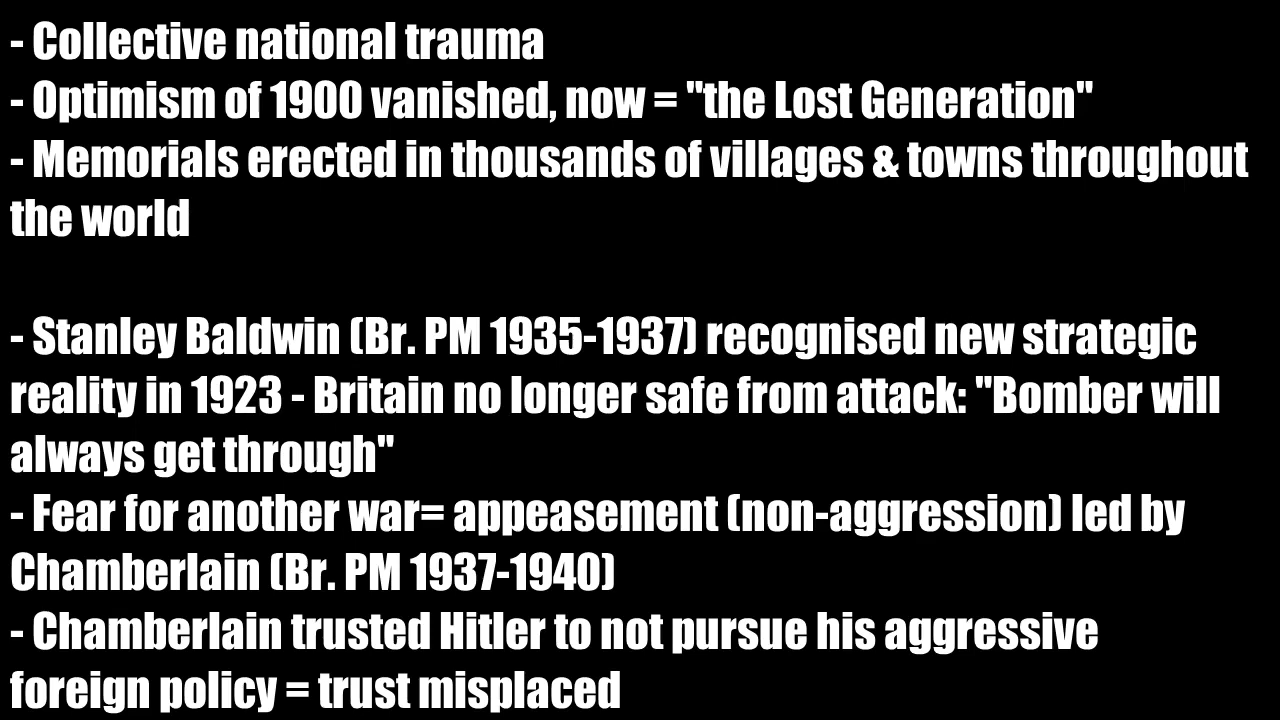 - Collective national trauma
- Optimism of 1900 vanished, now = "the Lost Generation"
- Memorials erected in thousands of villages & towns throughout
the world
- Stanley Baldwin (Br. PM 1935-1937) recognised new strategic
reality in 1923 - Britain no longer safe from attack: "Bomber will
always get through"
- Fear for another war= appeasement (non-aggression) led by
Chamberlain (Br. PM 1937-1940)
- Chamberlain trusted Hitler to not pursue his aggressive
foreign policy = trust misplaced